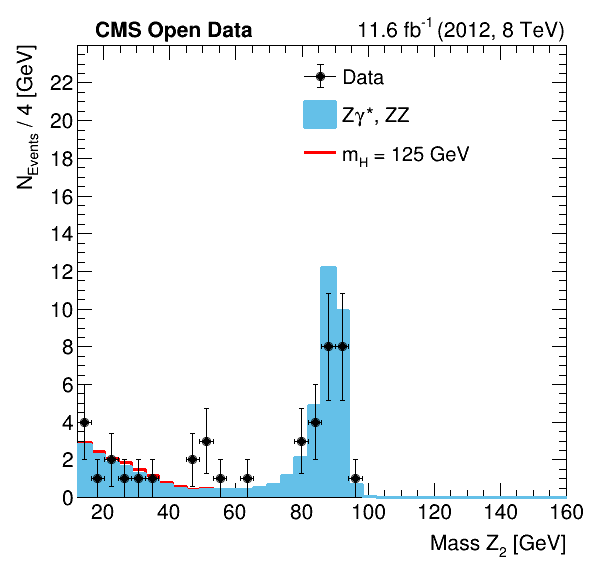 CMS Open Data 11.6 fb⁻¹ (2012, 8 TeV)
N_Events / 4 [GeV]
22
20
18
16
14
12
10
8
6
4
2
0
Data
Zγ*, ZZ
m_H = 125 GeV
20 40 60 80 100 120 140 160
Mass Z₂ [GeV]